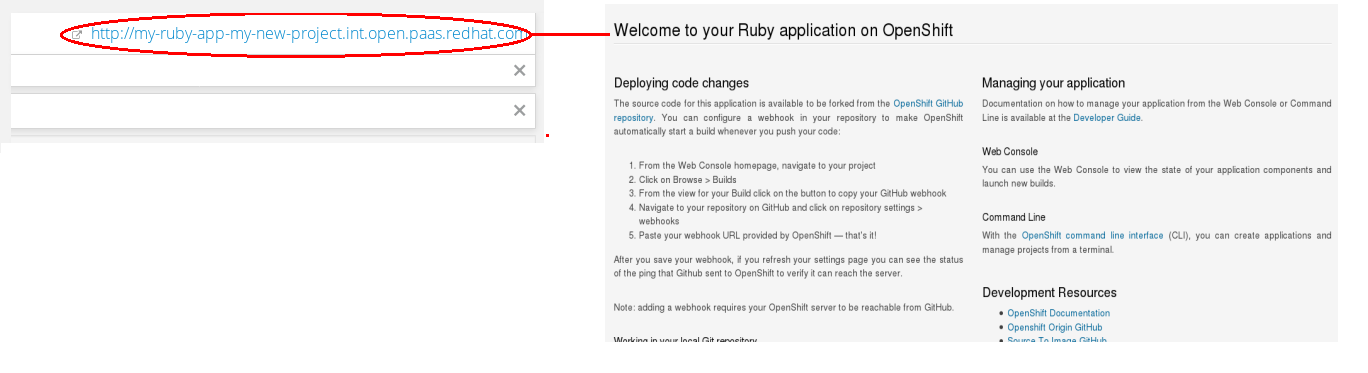 http://my-ruby-app-my-new-project.int.open.paas.redhat.com
Welcome to your Ruby application on OpenShift
Deploying code changes
The source code for this application is available to be forked from the OpenShift GitHub
repository. You can configure a webhook in your repository to make OpenShift
automatically start a build whenever you push your code:
1. From the Web Console homepage, navigate to your project
2. Click on Browse > Builds
3. From the view for your Build click on the button to copy your GitHub webhook
4. Navigate to your repository on GitHub and click on repository settings >
webhooks
5. Paste your webhook URL provided by OpenShift — that's it!
After you save your webhook, if you refresh your settings page you can see the status
of the ping that Github sent to OpenShift to verify it can reach the server.
Note: adding a webhook requires your OpenShift server to be reachable from GitHub.
Working in your local Git repository
Managing your application
Documentation on how to manage your application from the Web Console or Command
Line is available at the Developer Guide.
Web Console
You can use the Web Console to view the state of your application components and
launch new builds.
Command Line
With the OpenShift command line interface (CLI), you can create applications and
manage projects from a terminal.
Development Resources
OpenShift Documentation
Openshift Origin GitHub
Source To Image GitHub